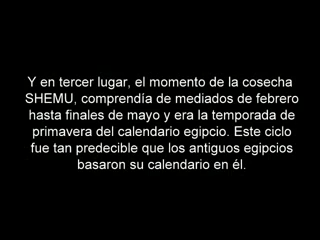 Y en tercer lugar, el momento de la cosecha
SHEMU, comprendía de mediados de febrero
hasta finales de mayo y era la temporada de
primavera del calendario egipcio. Este ciclo
fue tan predecible que los antiguos egipcios
basaron su calendario en él.